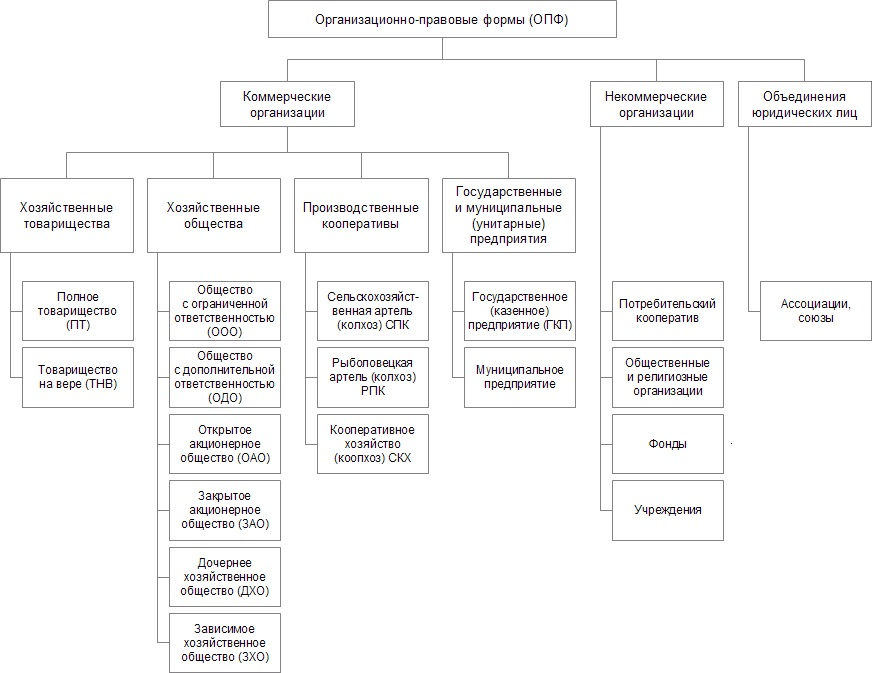 Организационно-правовые формы (ОПФ)
Коммерческие
организации
Некоммерческие
организации
Объединения
юридических лиц
Хозяйственные
товарищества
Хозяйственные
общества
Производственные
кооперативы
Государственные
и муниципальные
(унитарные)
предприятия
Полное
товарищество
(ПТ)
Товарищество
на вере (ТНВ)
Общество
с ограниченной
ответственностью
(ООО)
Общество
с дополнительной
ответственностью
(ОДО)
Открытое
акционерное
общество (ОАО)
Закрытое
акционерное
общество (ЗАО)
Дочернее
хозяйственное
общество (ДХО)
Зависимое
хозяйственное
общество (ЗХО)
Сельскохозяйст-
венная артель
(колхоз) СПК
Рыболовецкая
артель (колхоз)
РПК
Кооперативное
хозяйство
(коопхоз) СКХ
Государственное
(казенное)
предприятие (ГКП)
Муниципальное
предприятие
Потребительский
кооператив
Общественные
и религиозные
организации
Фонды
Учреждения
Ассоциации,
союзы